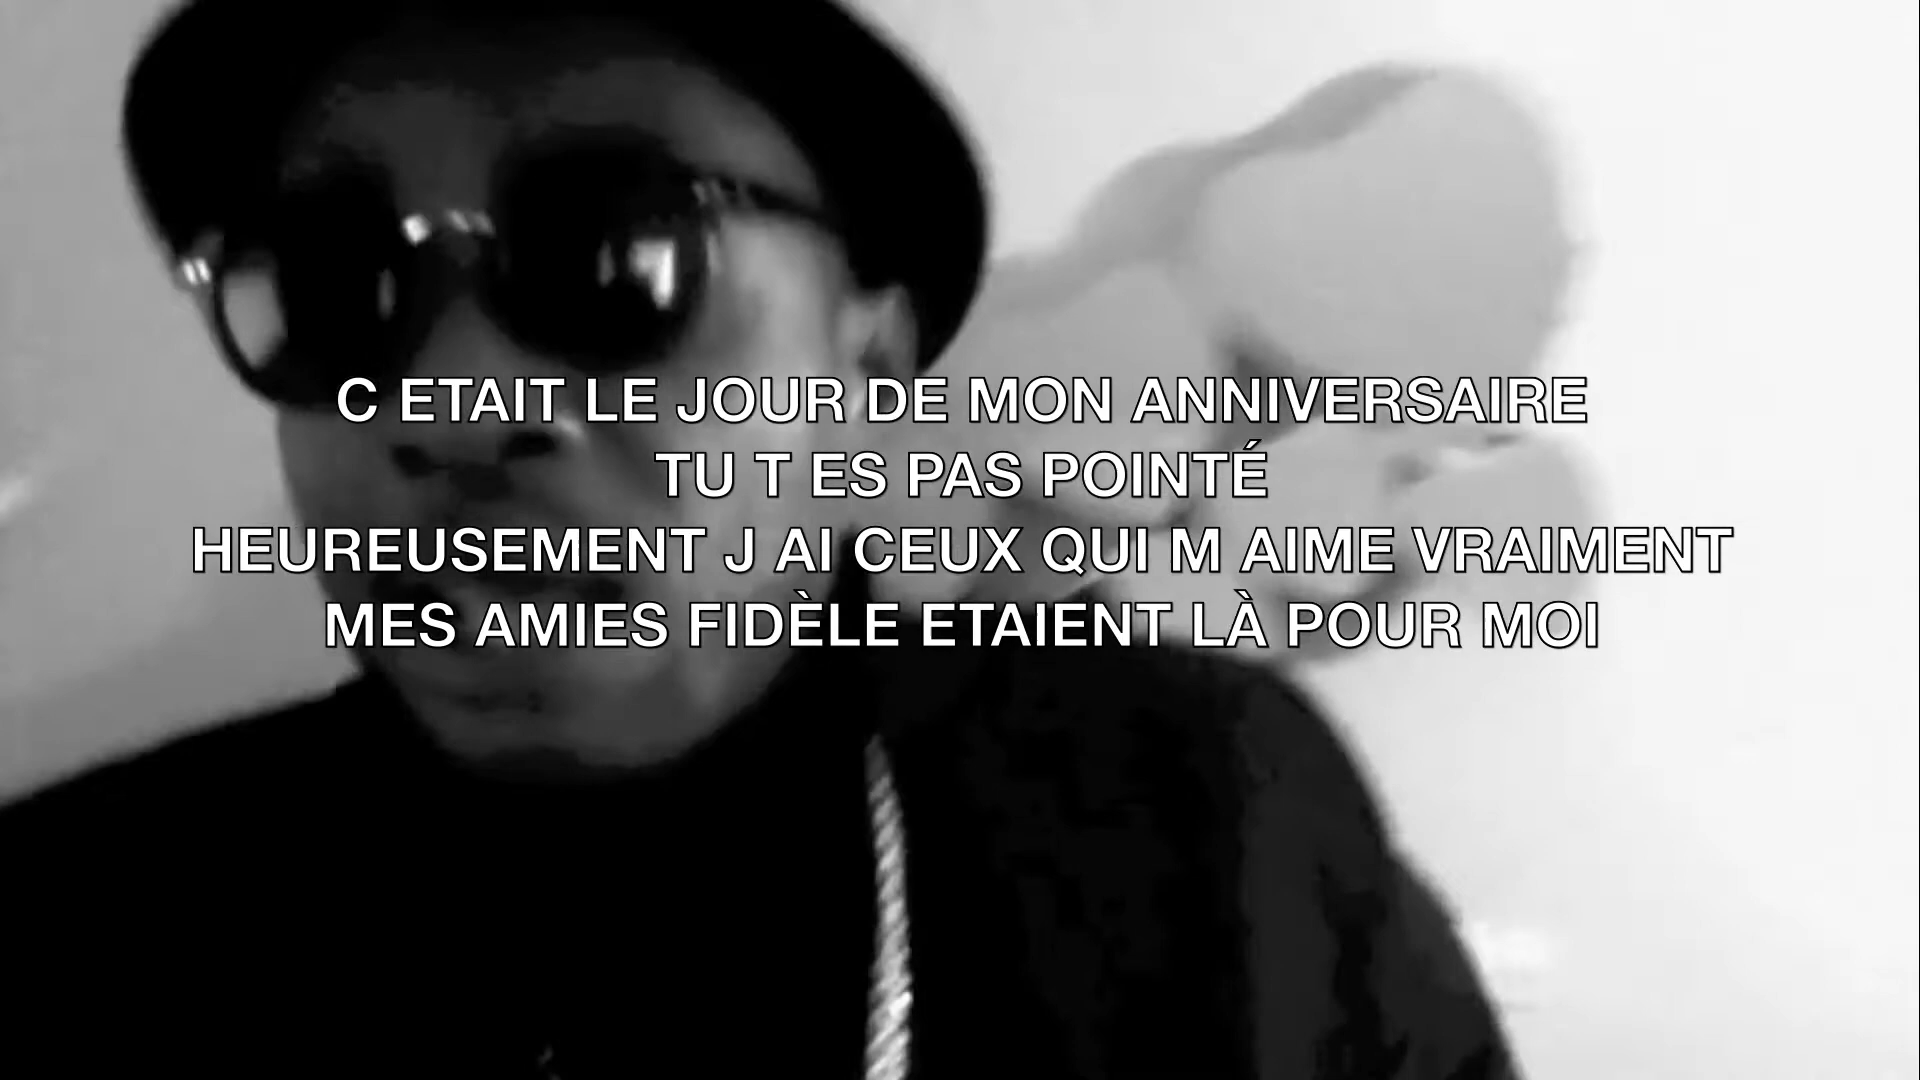 C ETAIT LE JOUR DE MON ANNIVERSAIRE
TU T ES PAS POINTÉ
HEUREUSEMENT J AI CEUX QUI M AIME VRAIMENT
MES AMIES FIDÈLE ETAIENT LÀ POUR MOI